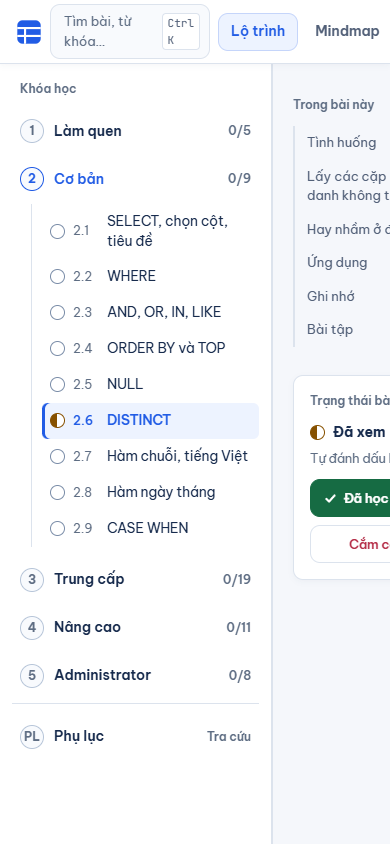 Tìm bài, từ khóa...
Ctrl K
Lộ trình
Mindmap
Khóa học
1 Làm quen 0/5
2 Cơ bản 0/9
2.1 SELECT, chọn cột,
tiêu đề
2.2 WHERE
2.3 AND, OR, IN, LIKE
2.4 ORDER BY và TOP
2.5 NULL
2.6 DISTINCT
2.7 Hàm chuỗi, tiếng Việt
2.8 Hàm ngày tháng
2.9 CASE WHEN
3 Trung cấp 0/19
4 Nâng cao 0/11
5 Administrator 0/8
PL Phụ lục Tra cứu
Trong bài này
Tình huống
Lấy các cặp
danh không
Hay nhầm ở
Ứng dụng
Ghi nhớ
Bài tập
Trạng thái
Đã xem
Tự đánh dấu
Đã học
Cắm